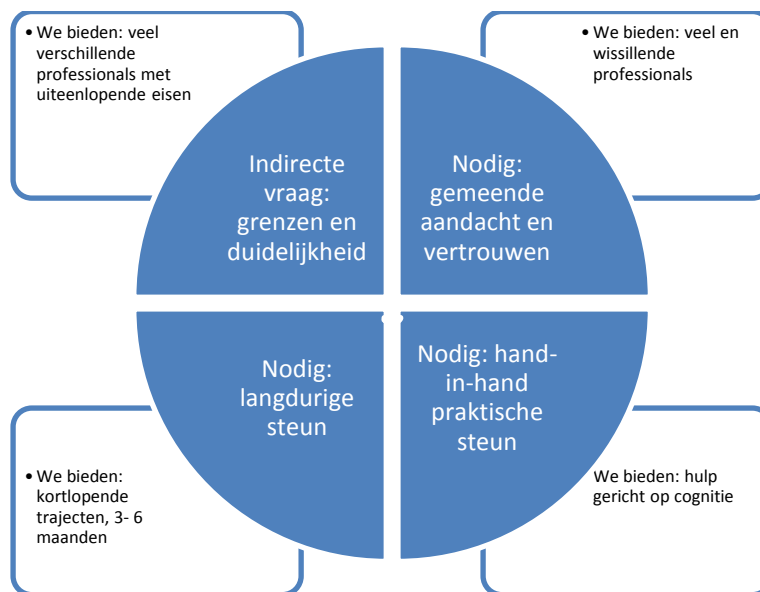 • We bieden: veel
verschillende
professionals met
uiteenlopende eisen
• We bieden: veel en
wissillende
professionals
Indirecte
vraag:
grenzen en
duidelijkheid
Nodig:
gemeende
aandacht en
vertrouwen
Nodig:
langdurige
steun
Nodig: hand-
in-hand
praktische
steun
• We bieden:
kortlopende
trajecten, 3- 6
maanden
We bieden: hulp
gericht op cognitie